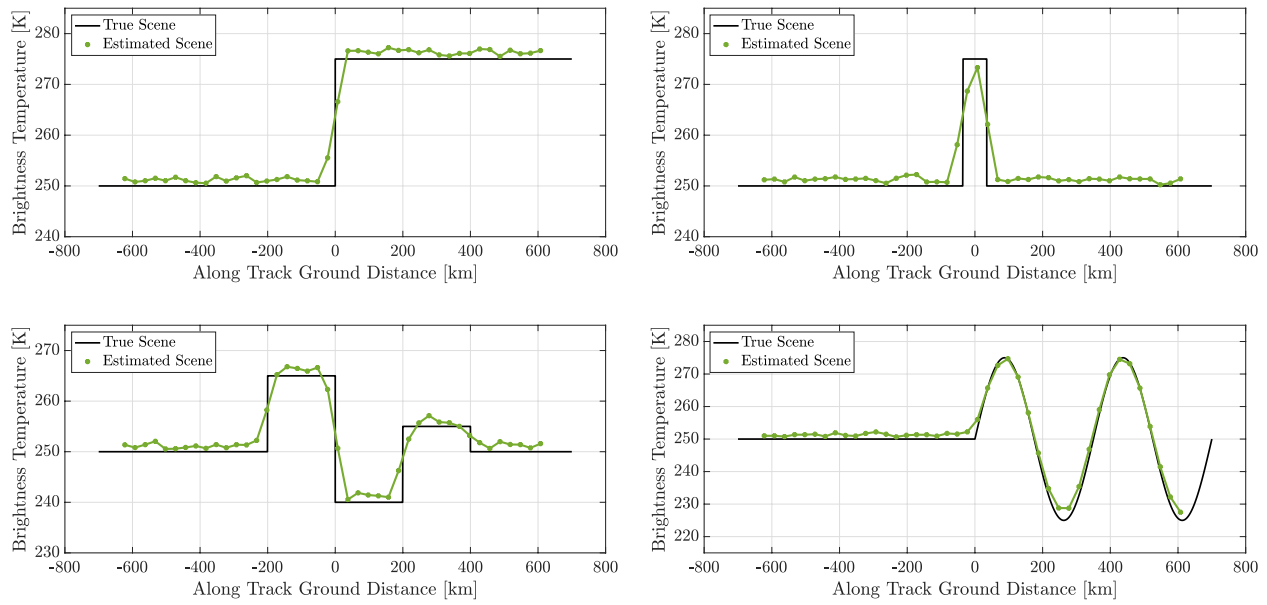 Brightness Temperature [K]
280
270
260
250
240
True Scene
Estimated Scene
-800 -600 -400 -200 0 200 400 600 800
Along Track Ground Distance [km]
Brightness Temperature [K]
280
270
260
250
240
True Scene
Estimated Scene
-800 -600 -400 -200 0 200 400 600 800
Along Track Ground Distance [km]
Brightness Temperature [K]
270
260
250
240
230
True Scene
Estimated Scene
-800 -600 -400 -200 0 200 400 600 800
Along Track Ground Distance [km]
Brightness Temperature [K]
280
270
260
250
240
230
220
True Scene
Estimated Scene
-800 -600 -400 -200 0 200 400 600 800
Along Track Ground Distance [km]